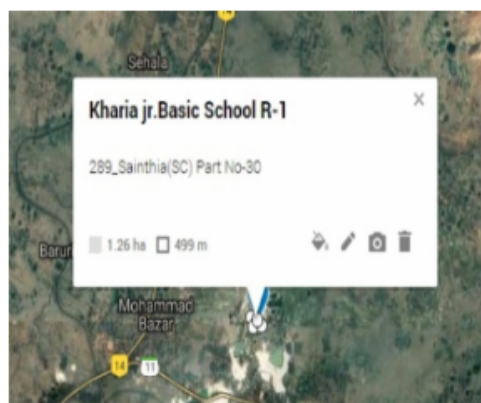 14
Sehala
Kharia jr.Basic School R-1
289_Sainthia(SC) Part No-30
Barur
1.26 ha 499 m
Mohammad
Bazar
14 11